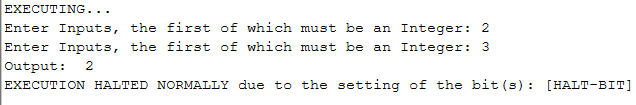 EXECUTING...
Enter Inputs, the first of which must be an Integer: 2
Enter Inputs, the first of which must be an Integer: 3
Output:  2
EXECUTION HALTED NORMALLY due to the setting of the bit(s): [HALT-BIT]